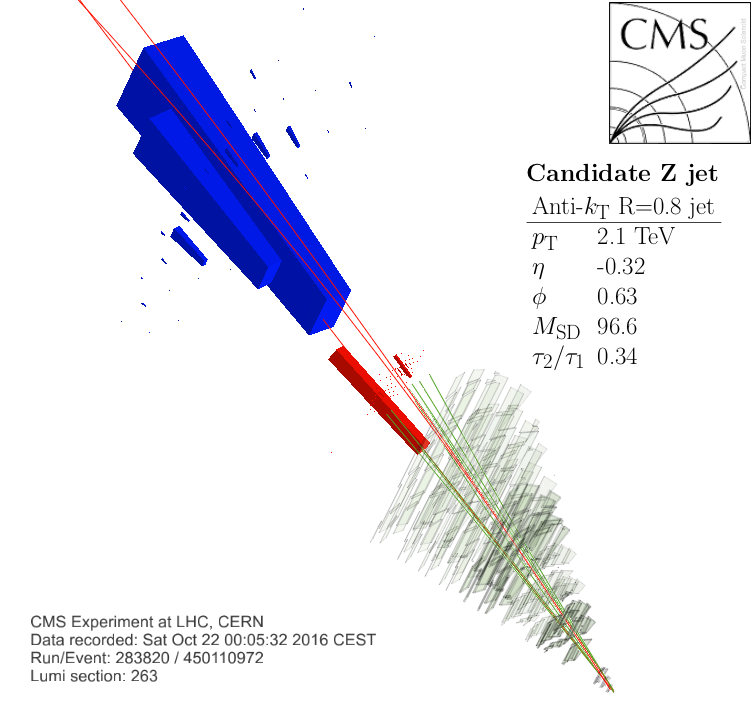 CMS
Candidate Z jet
Anti-kT R=0.8 jet
pT 2.1 TeV
η -0.32
ϕ 0.63
MSD 96.6
τ2/τ1 0.34
CMS Experiment at LHC, CERN
Data recorded: Sat Oct 22 00:05:32 2016 CEST
Run/Event: 283820 / 450110972
Lumi section: 263